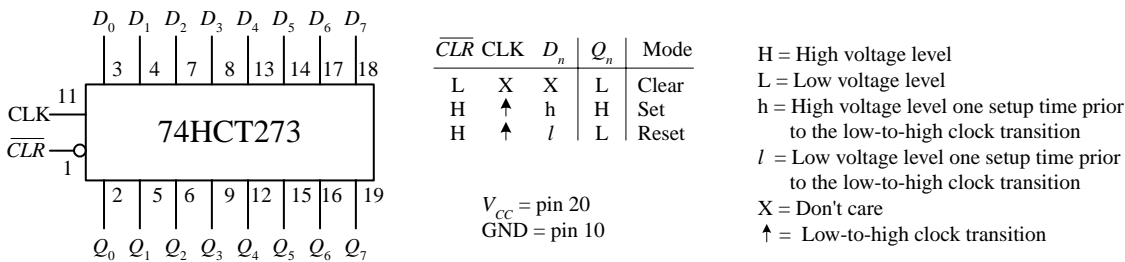 D0 D1 D2 D3 D4 D5 D6 D7
3 4 7 8 13 14 17 18
11
CLK
CLR
1
74HCT273
2 5 6 9 12 15 16 19
Q0 Q1 Q2 Q3 Q4 Q5 Q6 Q7
CLR CLK Dn Qn Mode
L X X L Clear
H ↑ h H Set
H ↑ l L Reset
VCC = pin 20
GND = pin 10
H = High voltage level
L = Low voltage level
h = High voltage level one setup time prior
to the low-to-high clock transition
l = Low voltage level one setup time prior
to the low-to-high clock transition
X = Don't care
↑ = Low-to-high clock transition